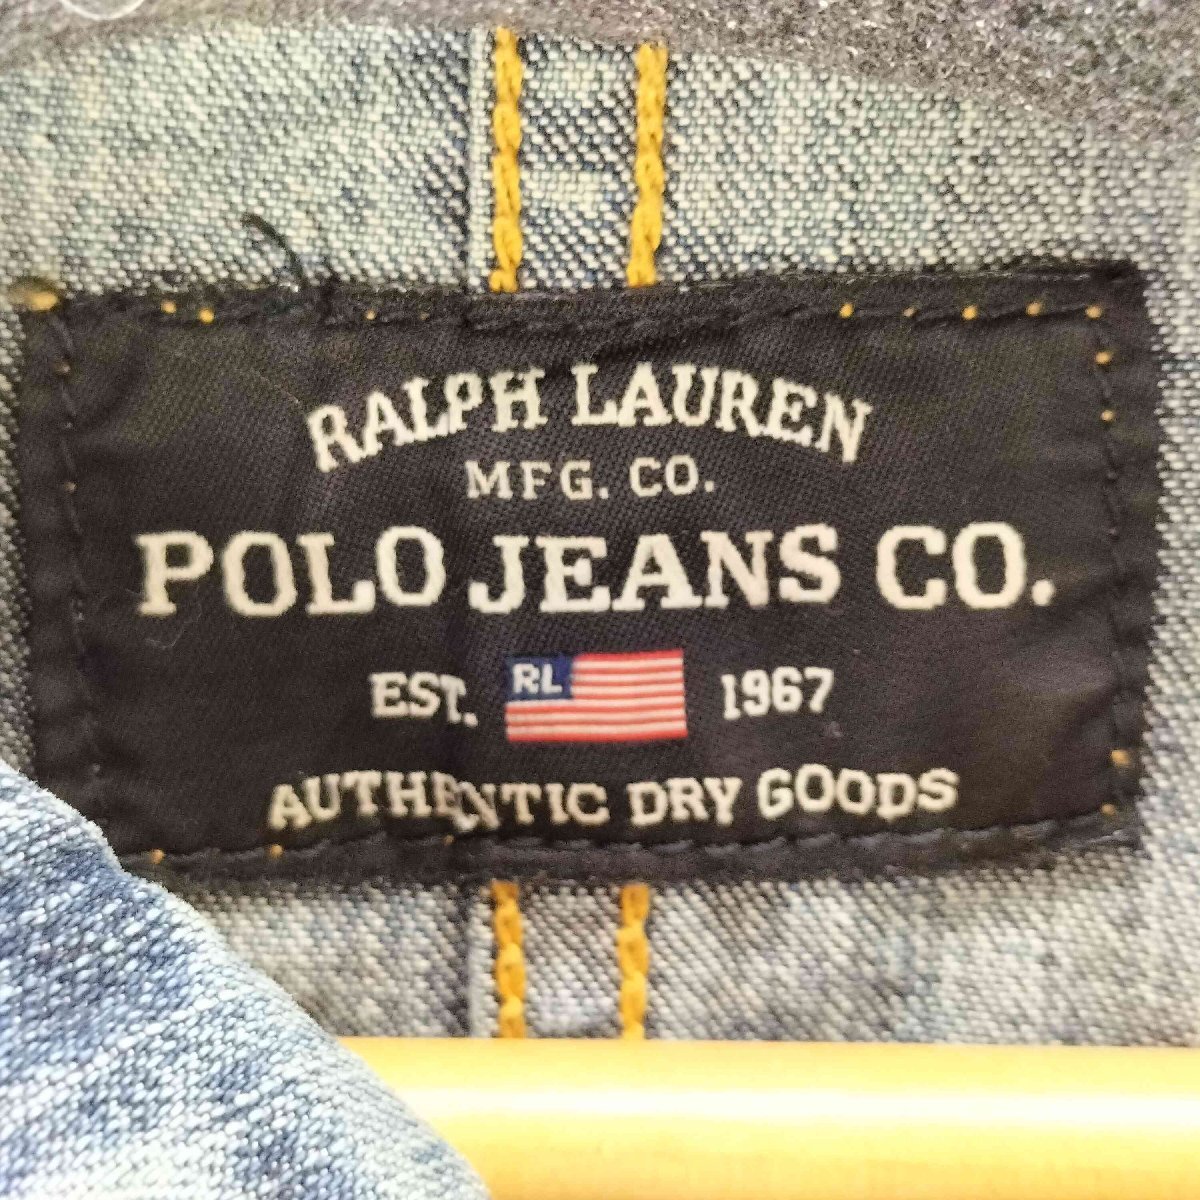 RALPH LAUREN
MFG. CO.
POLO JEANS CO.
EST. RL 1967
AUTHENTIC DRY GOODS